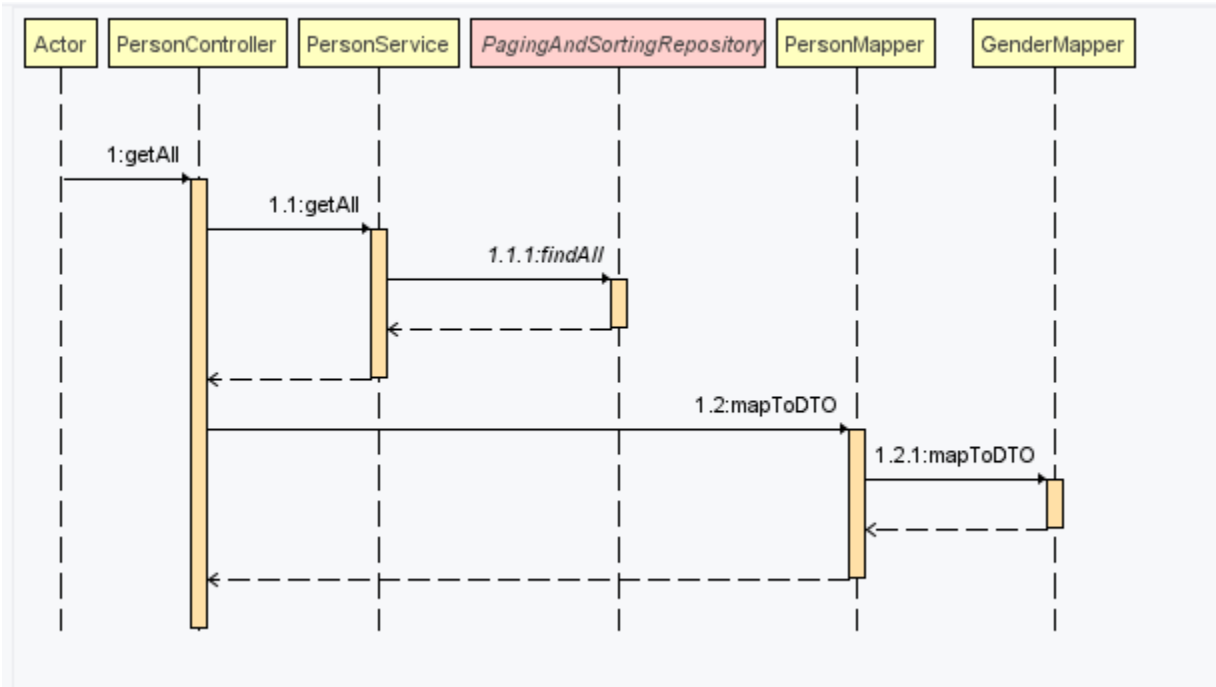 Actor
PersonController
PersonService
PagingAndSortingRepository
PersonMapper
GenderMapper
1:getAll
1.1:getAll
1.1.1:findAll
1.2:mapToDTO
1.2.1:mapToDTO